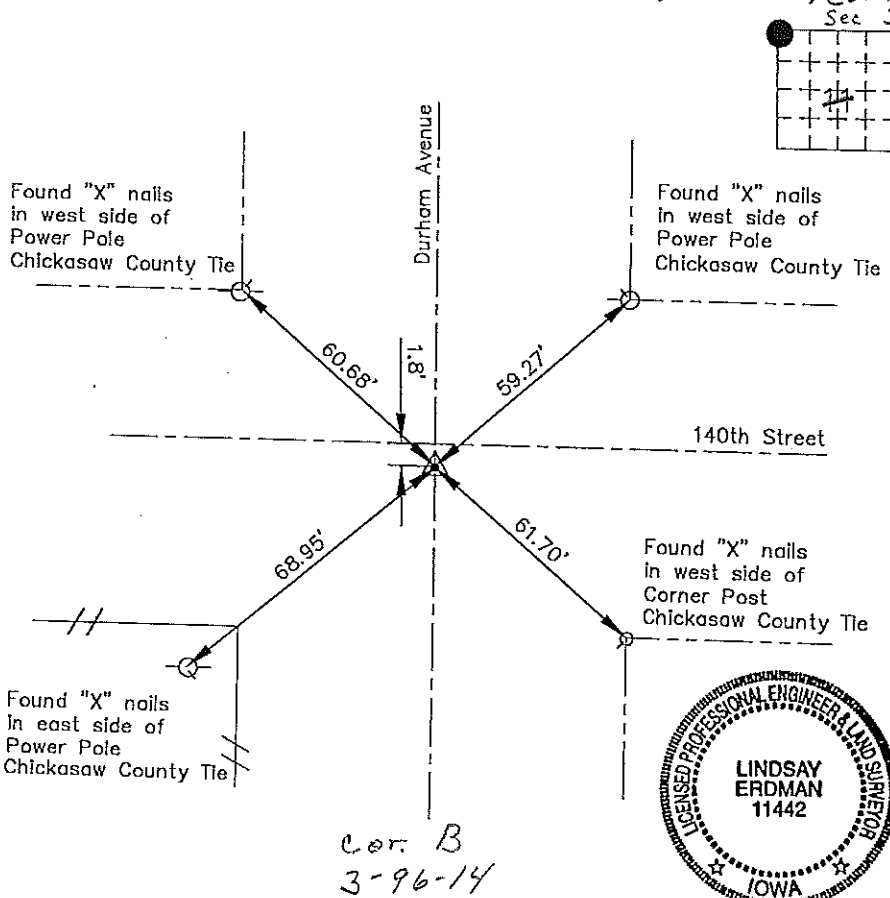 Sec
11
Durham Avenue
Found "X" nails
in west side of
Power Pole
Chickasaw County Tie
Found "X" nails
in west side of
Power Pole
Chickasaw County Tie
60.68'
1.8'
59.27'
140th Street
68.95'
61.70'
Found "X" nails
in west side of
Corner Post
Chickasaw County Tie
Found "X" nails
in east side of
Power Pole
Chickasaw County Tie
LICENSED PROFESSIONAL ENGINEER & LAND SURVEYOR
LINDSAY
ERDMAN
11442
IOWA
Cor. B
3-96-14